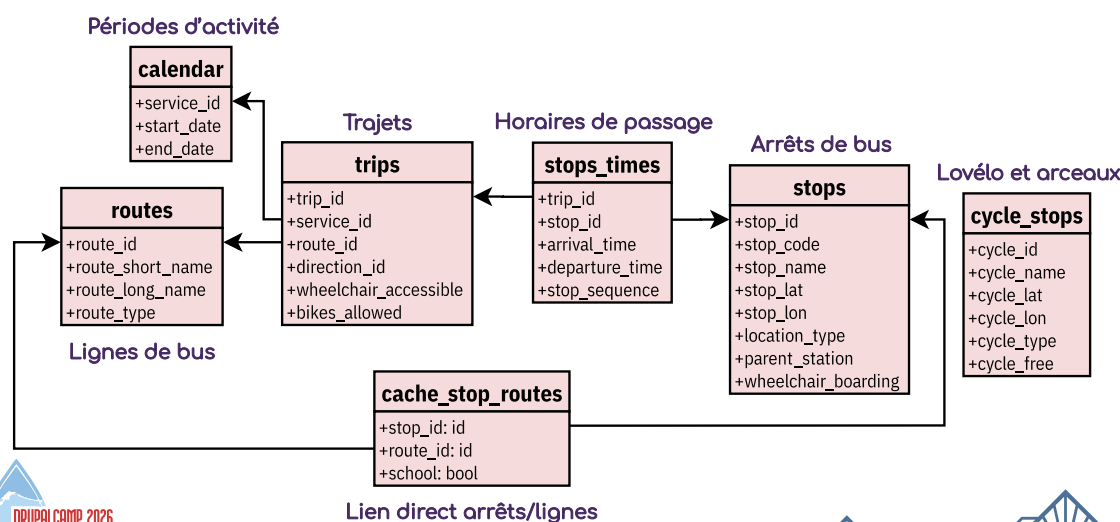 Périodes d'activité
calendar
+service_id
+start_date
+end_date
Trajets
trips
+trip_id
+service_id
+route_id
+direction_id
+wheelchair_accessible
+bikes_allowed
Horaires de passage
stops_times
+trip_id
+stop_id
+arrival_time
+departure_time
+stop_sequence
Arrêts de bus
stops
+stop_id
+stop_code
+stop_name
+stop_lat
+stop_lon
+location_type
+parent_station
+wheelchair_boarding
Lovélo et arceaux
cycle_stops
+cycle_id
+cycle_name
+cycle_lat
+cycle_lon
+cycle_type
+cycle_free
routes
+route_id
+route_short_name
+route_long_name
+route_type
Lignes de bus
cache_stop_routes
+stop_id: id
+route_id: id
+school: bool
Lien direct arrêts/lignes
DRUPALCAMP 2026